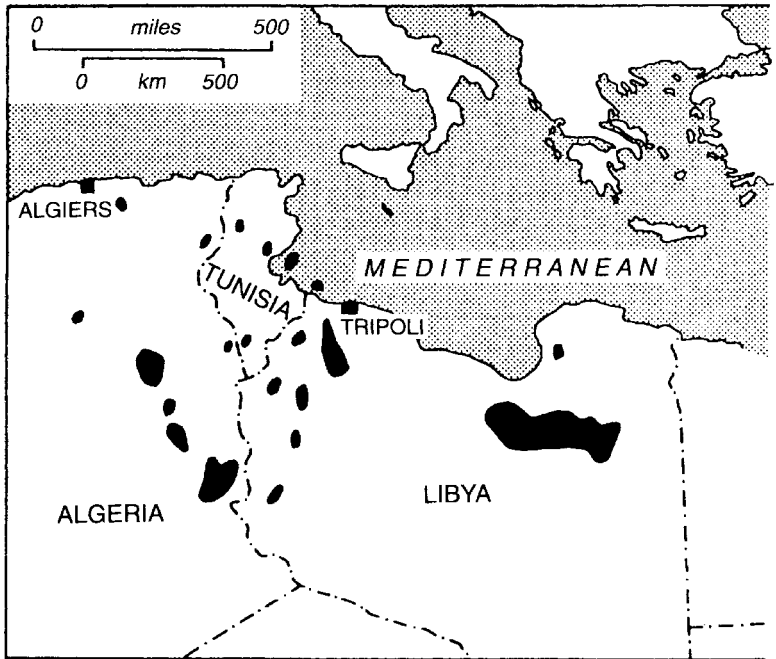 0 miles 500
0 km 500
ALGIERS
MEDITERRANEAN
TUNISIA
TRIPOLI
LIBYA
ALGERIA